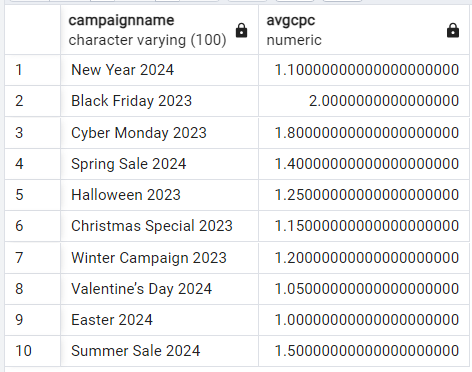 campaignname avgcpc
character varying (100) numeric
1 New Year 2024 1.10000000000000000000
2 Black Friday 2023 2.0000000000000000
3 Cyber Monday 2023 1.80000000000000000000
4 Spring Sale 2024 1.40000000000000000000
5 Halloween 2023 1.25000000000000000000
6 Christmas Special 2023 1.15000000000000000000
7 Winter Campaign 2023 1.20000000000000000000
8 Valentine’s Day 2024 1.05000000000000000000
9 Easter 2024 1.00000000000000000000
10 Summer Sale 2024 1.50000000000000000000